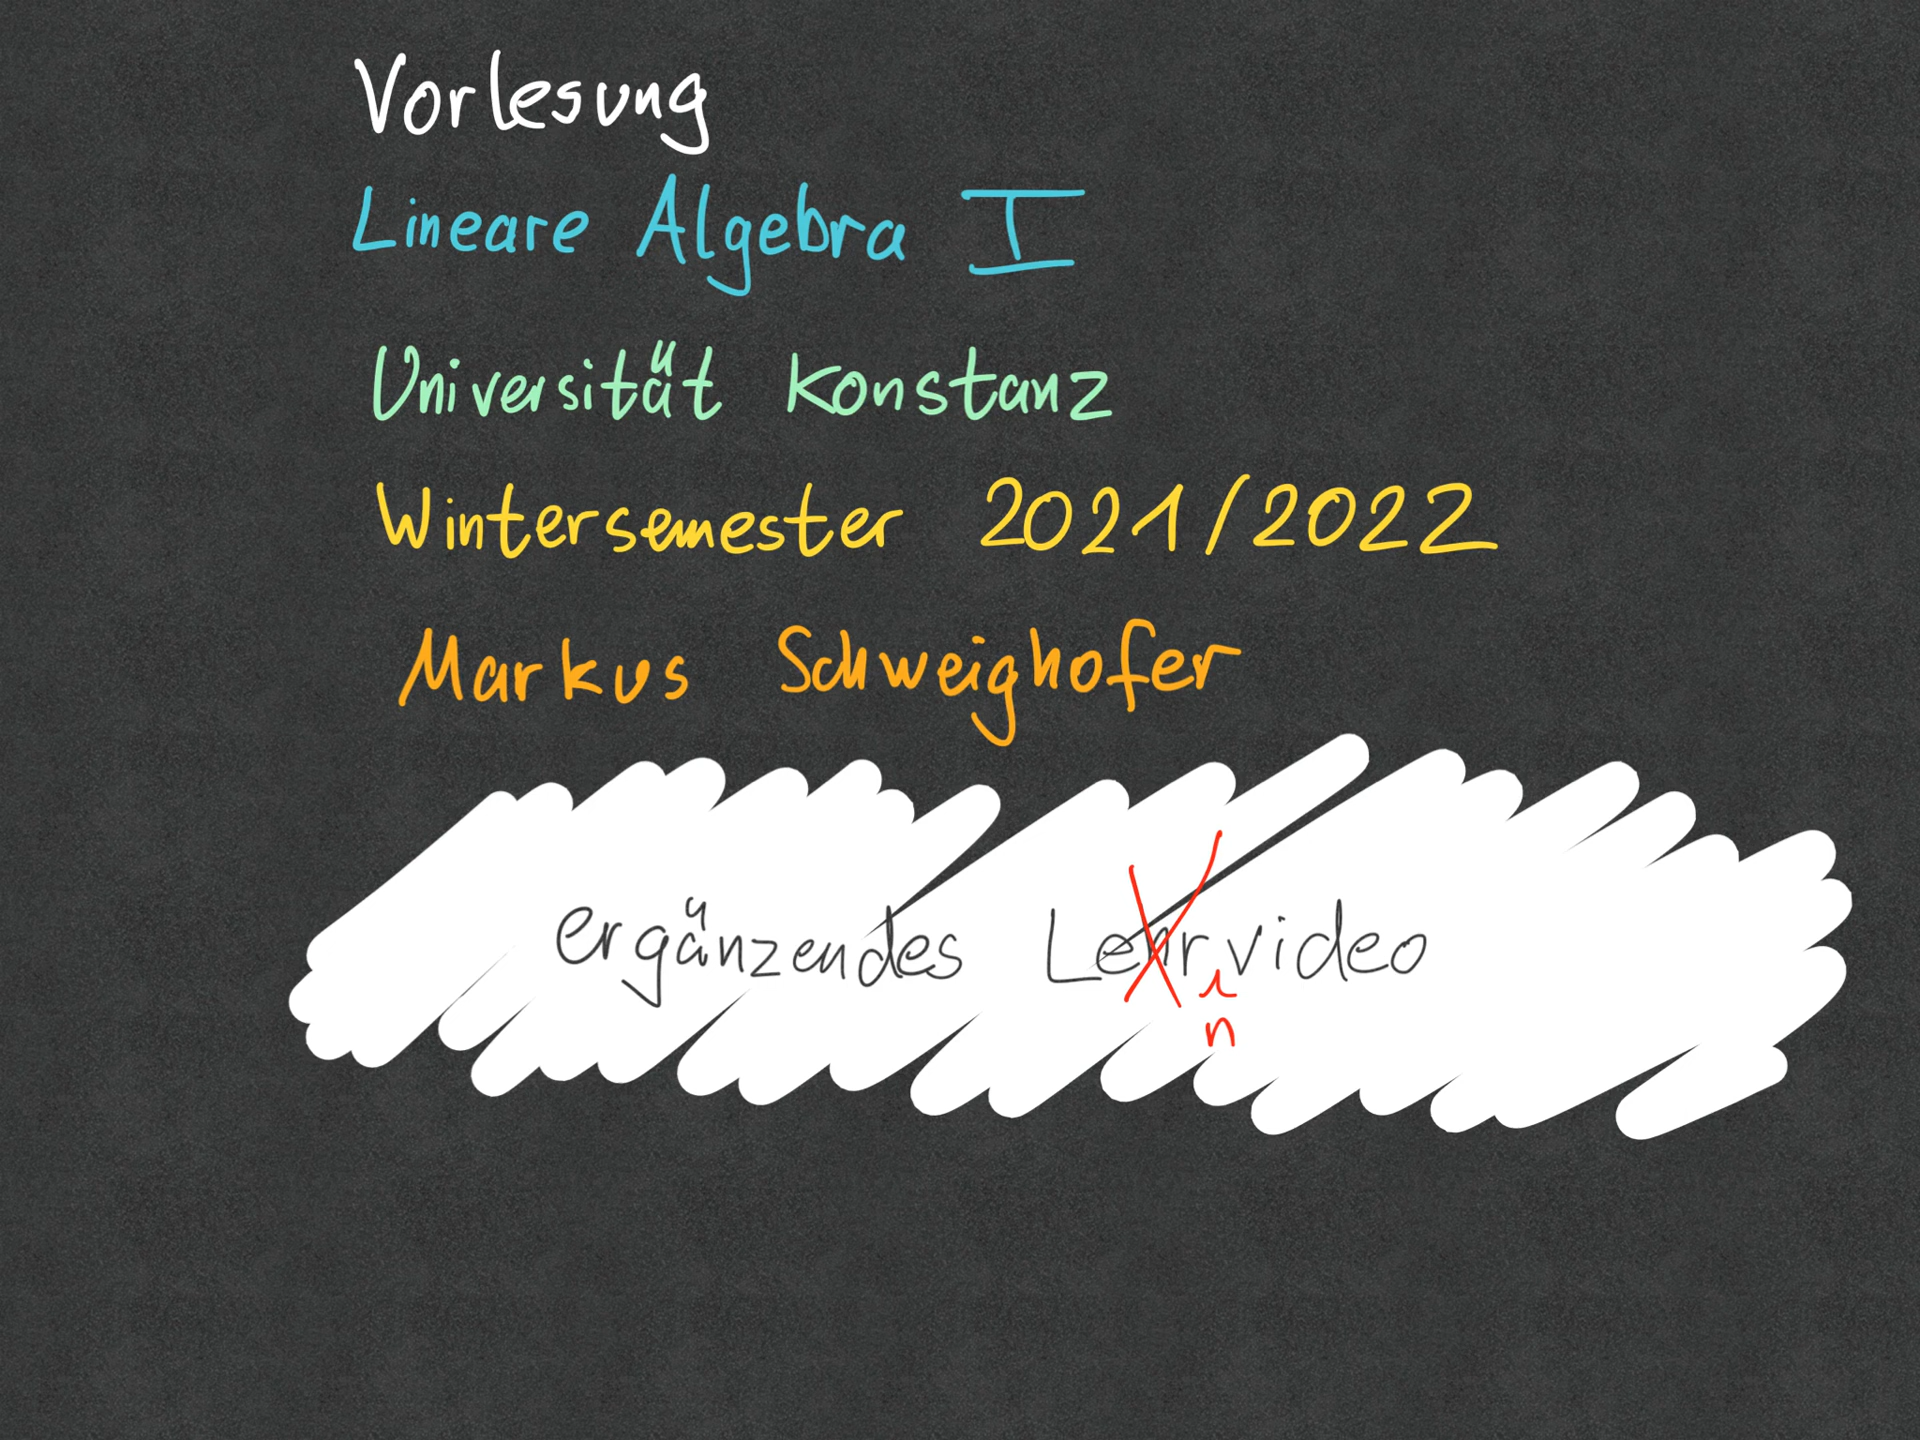 Vorlesung
Lineare Algebra I
Universität Konstanz
Wintersemester 2021/2022
Markus Schweighofer
ergänzendes Lehrvideo
n